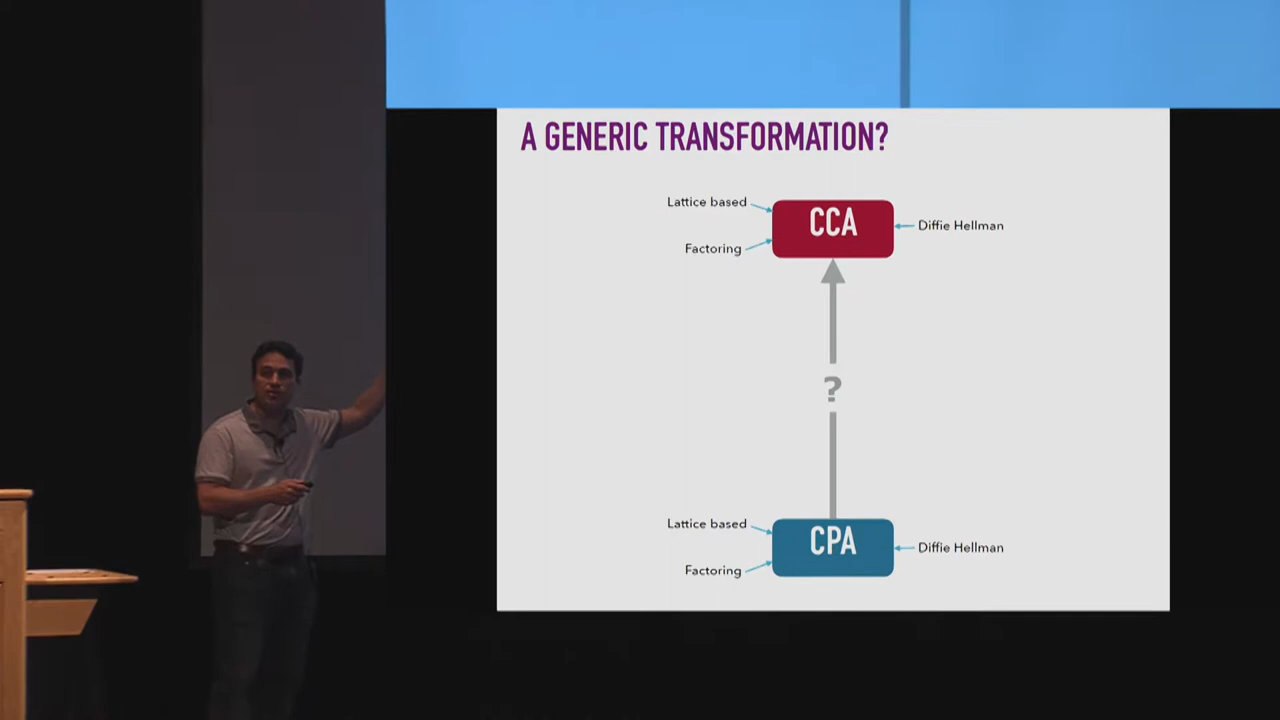 A GENERIC TRANSFORMATION?
Lattice based
CCA
Diffie Hellman
Factoring
?
Lattice based
CPA
Diffie Hellman
Factoring